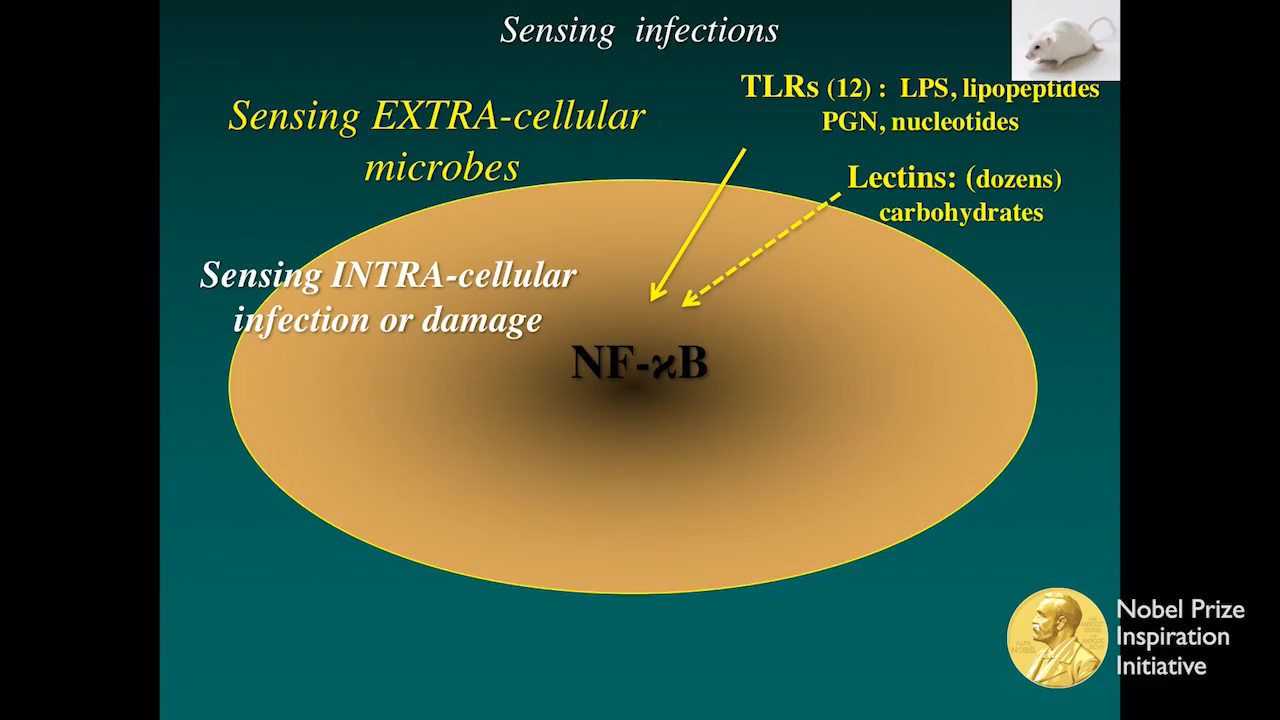 Sensing infections
TLRs (12) : LPS, lipopeptides
PGN, nucleotides
Sensing EXTRA-cellular
microbes
Lectins: (dozens)
carbohydrates
Sensing INTRA-cellular
infection or damage
NF-ϰB
Nobel Prize
Inspiration
Initiative